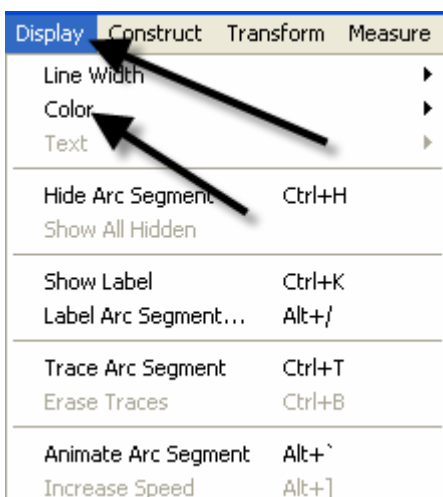 Display Construct Transform Measure
Line Width
Color
Text
Hide Arc Segment Ctrl+H
Show All Hidden
Show Label Ctrl+K
Label Arc Segment... Alt+/
Trace Arc Segment Ctrl+T
Erase Traces Ctrl+B
Animate Arc Segment Alt+`
Increase Speed Alt+]